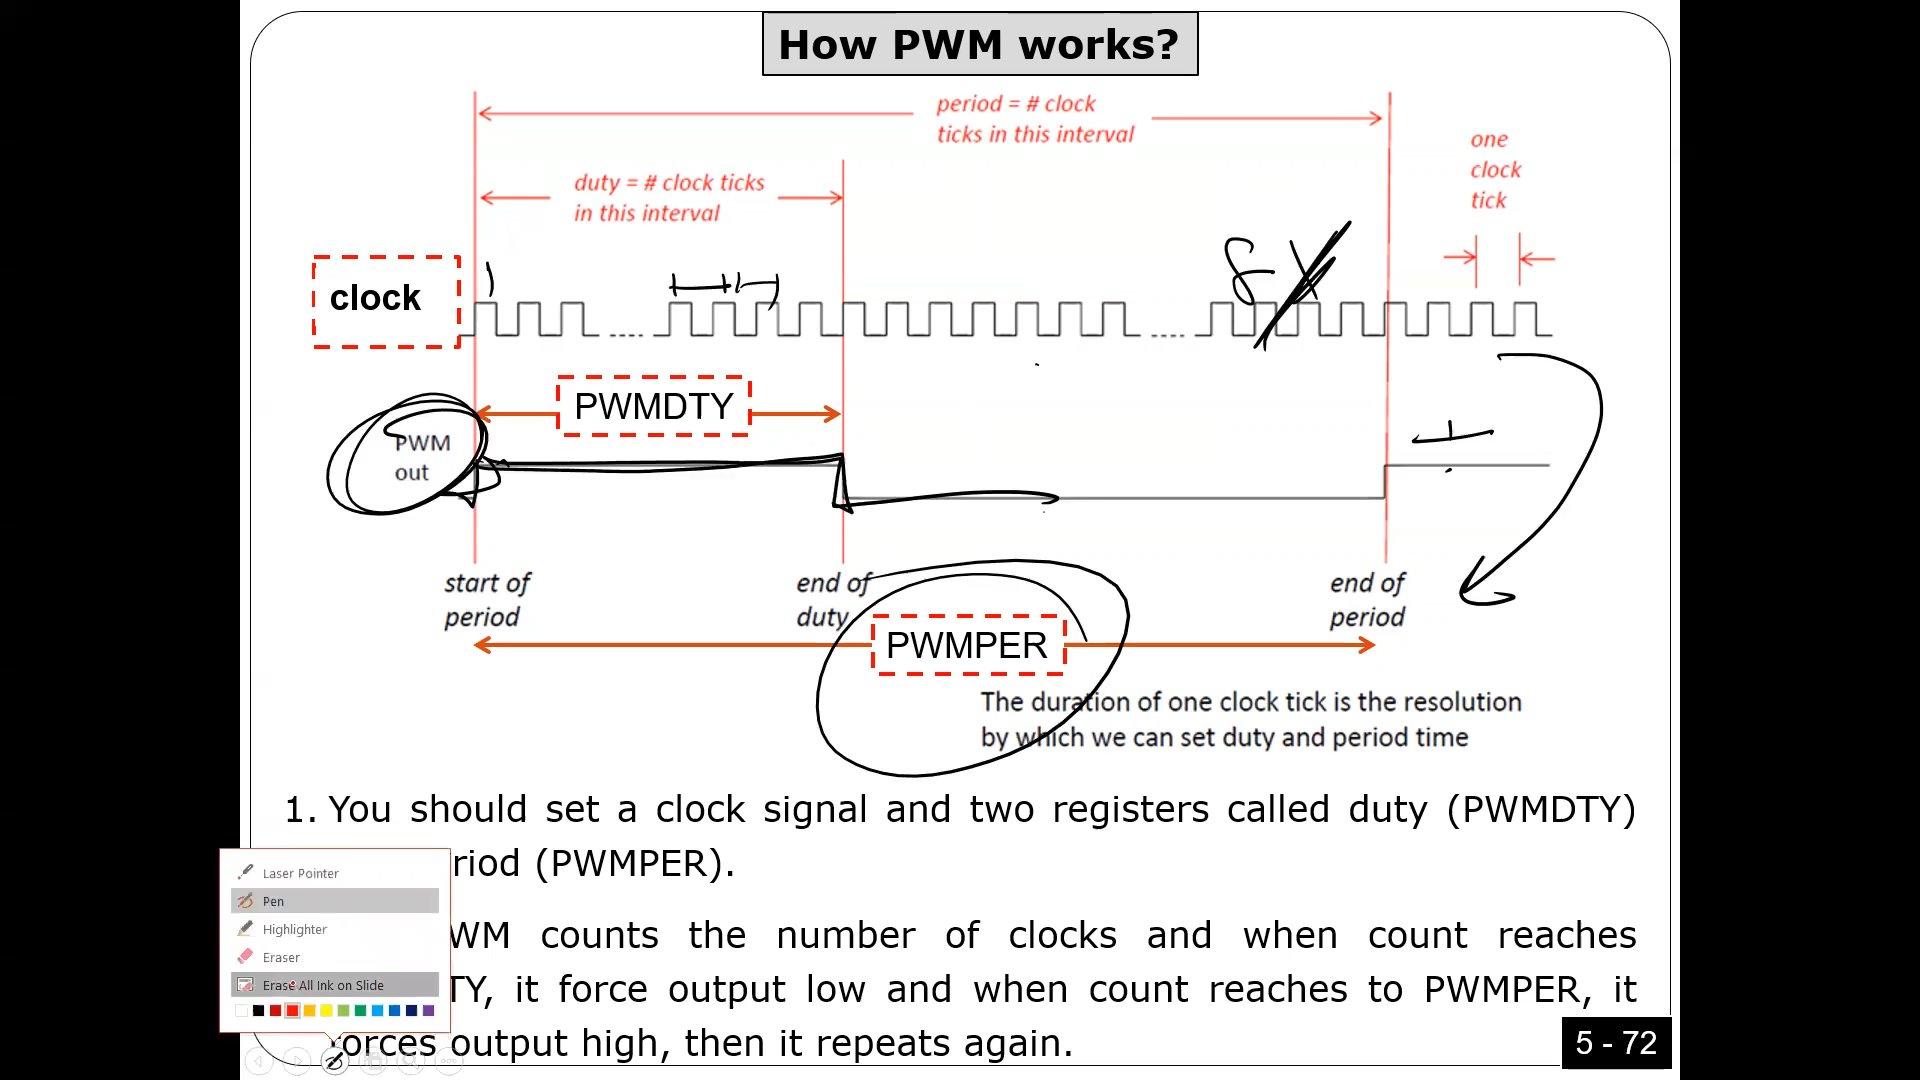 How PWM works?
period = # clock
ticks in this interval
one
clock
tick
duty = # clock ticks
in this interval
clock
PWMDTY
PWM
out
start of
period
end of
duty
end of
period
PWMPER
The duration of one clock tick is the resolution
by which we can set duty and period time
1. You should set a clock signal and two registers called duty (PWMDTY)
riod (PWMPER).
WM counts the number of clocks and when count reaches
TY, it force output low and when count reaches to PWMPER, it
forces output high, then it repeats again.
Laser Pointer
Pen
Highlighter
Eraser
Erase All Ink on Slide
5 - 72